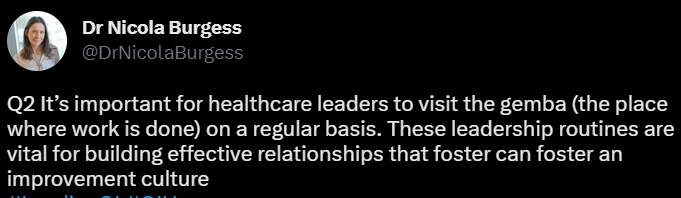 Dr Nicola Burgess
@DrNicolaBurgess
Q2 It’s important for healthcare leaders to visit the gemba (the place
where work is done) on a regular basis. These leadership routines are
vital for building effective relationships that foster can foster an
improvement culture